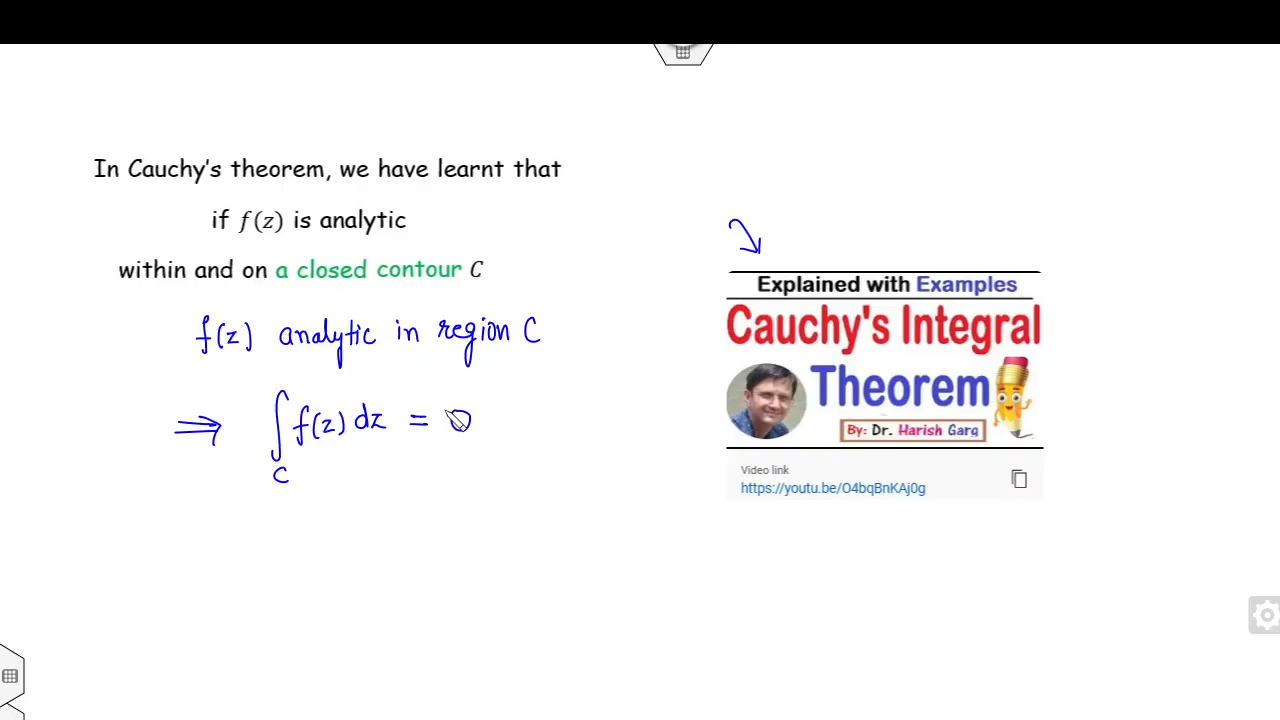 In Cauchy's theorem, we have learnt that
if f(z) is analytic
within and on a closed contour C
f(z) analytic in region C
⇒ ∫ f(z) dz = 0
C
Explained with Examples
Cauchy's Integral
Theorem
By: Dr. Harish Garg
Video link
https://youtu.be/O4bqBnKAj0g